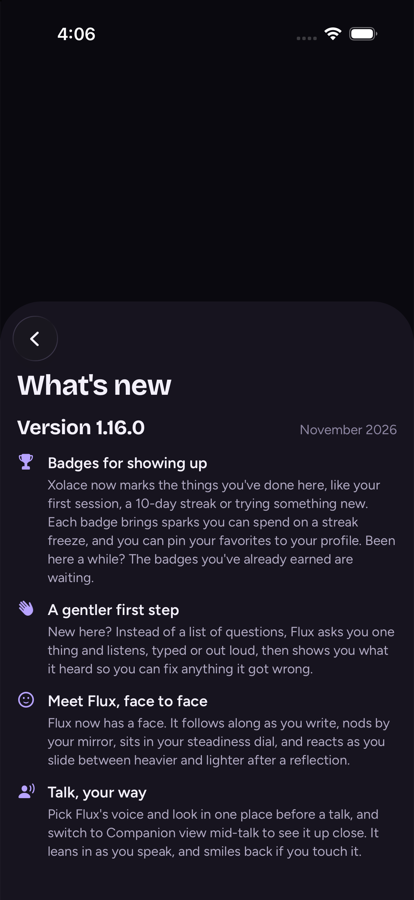 4:06
What's new
Version 1.16.0
November 2026
Badges for showing up
Xolace now marks the things you've done here, like your
first session, a 10-day streak or trying something new.
Each badge brings sparks you can spend on a streak
freeze, and you can pin your favorites to your profile. Been
here a while? The badges you've already earned are
waiting.
A gentler first step
New here? Instead of a list of questions, Flux asks you one
thing and listens, typed or out loud, then shows you what
it heard so you can fix anything it got wrong.
Meet Flux, face to face
Flux now has a face. It follows along as you write, nods by
your mirror, sits in your steadiness dial, and reacts as you
slide between heavier and lighter after a reflection.
Talk, your way
Pick Flux's voice and look in one place before a talk, and
switch to Companion view mid-talk to see it up close. It
leans in as you speak, and smiles back if you touch it.